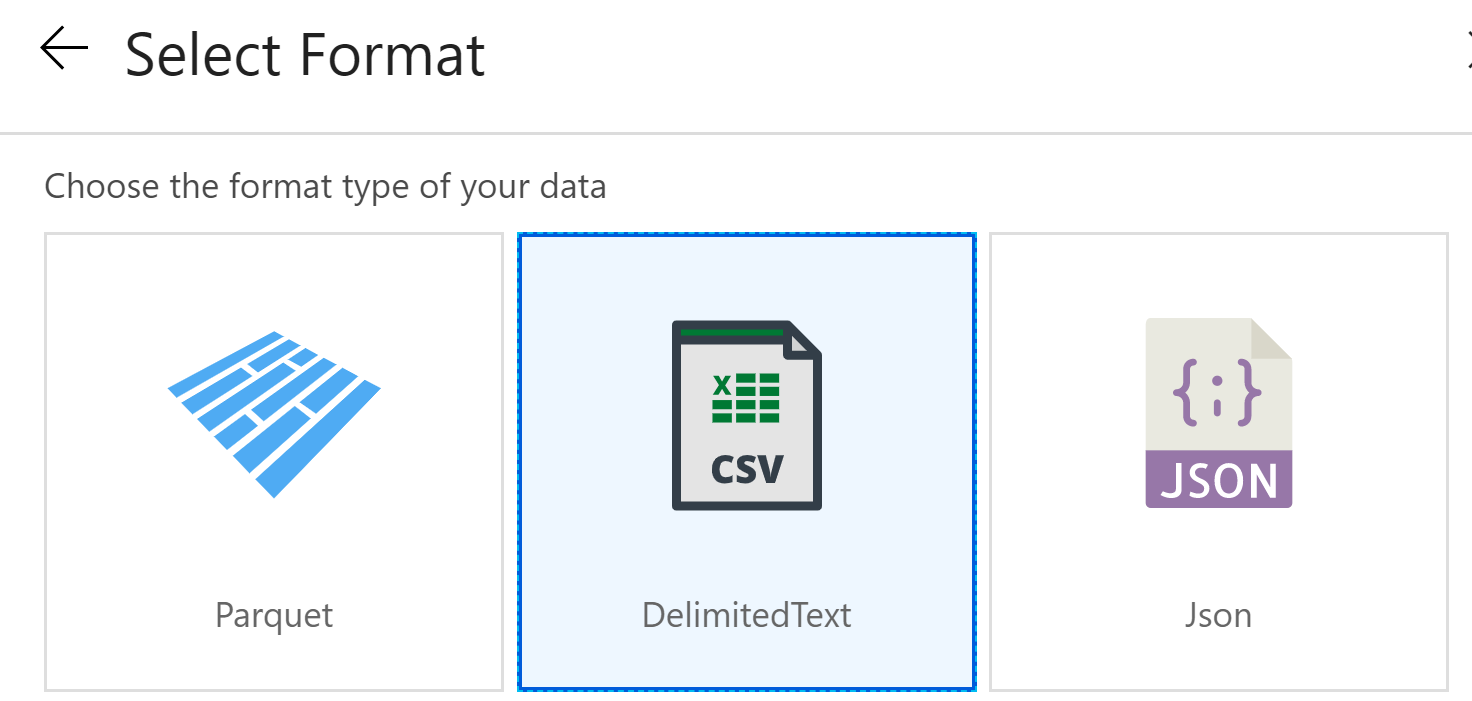 Select Format
Choose the format type of your data
X
CSV
{;}
JSON
Parquet
DelimitedText
Json